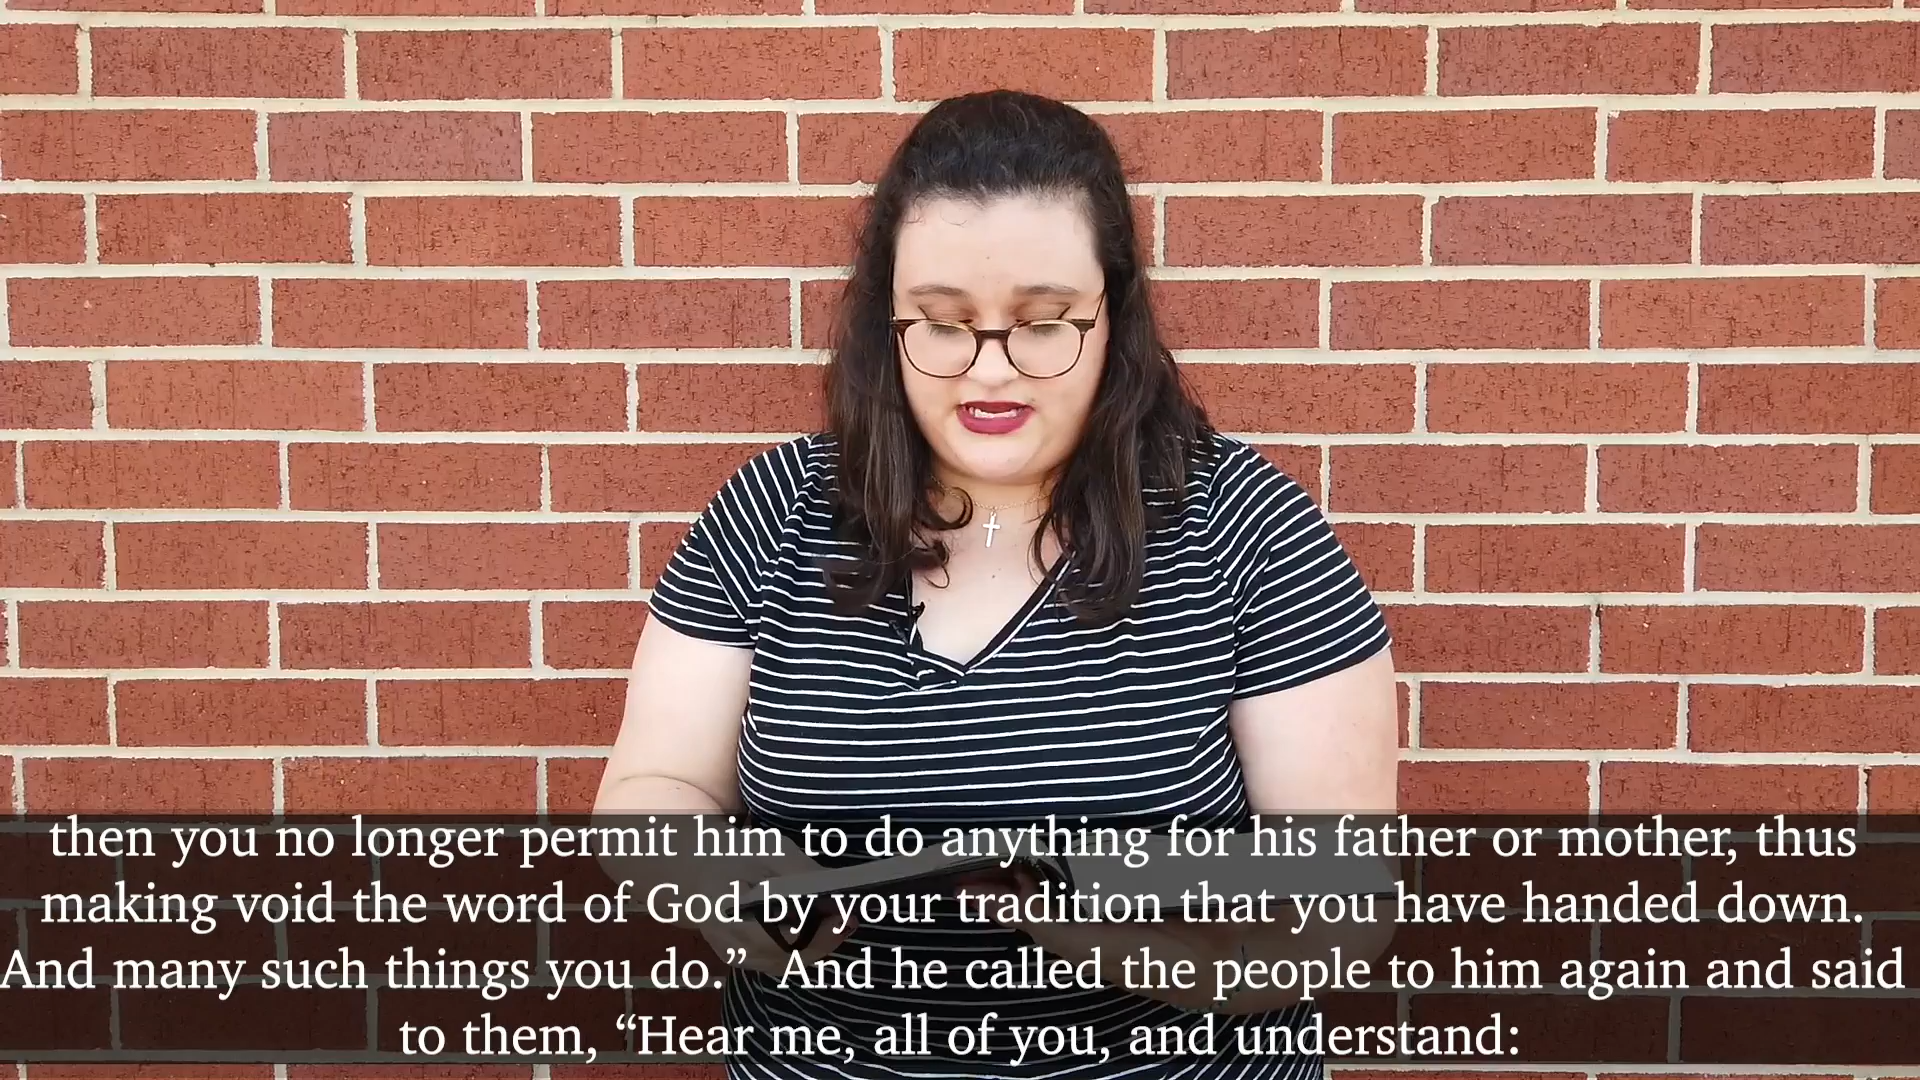 then you no longer permit him to do anything for his father or mother, thus
making void the word of God by your tradition that you have handed down.
And many such things you do.” And he called the people to him again and said
to them, “Hear me, all of you, and understand: